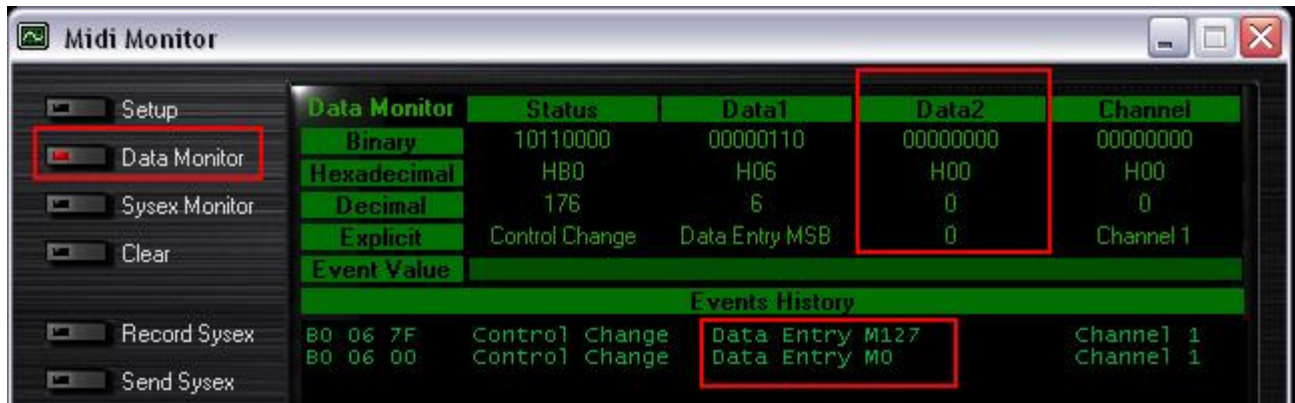 Midi Monitor
Setup
Data Monitor
Sysex Monitor
Clear
Record Sysex
Send Sysex
Data Monitor Status Data1 Data2 Channel
Binary 10110000 00000110 00000000 00000000
Hexadecimal HB0 H06 H00 H00
Decimal 176 6 0 0
Explicit Control Change Data Entry MSB 0 Channel 1
Event Value
Events History
B0 06 7F Control Change Data Entry M127 Channel 1
B0 06 00 Control Change Data Entry M0 Channel 1